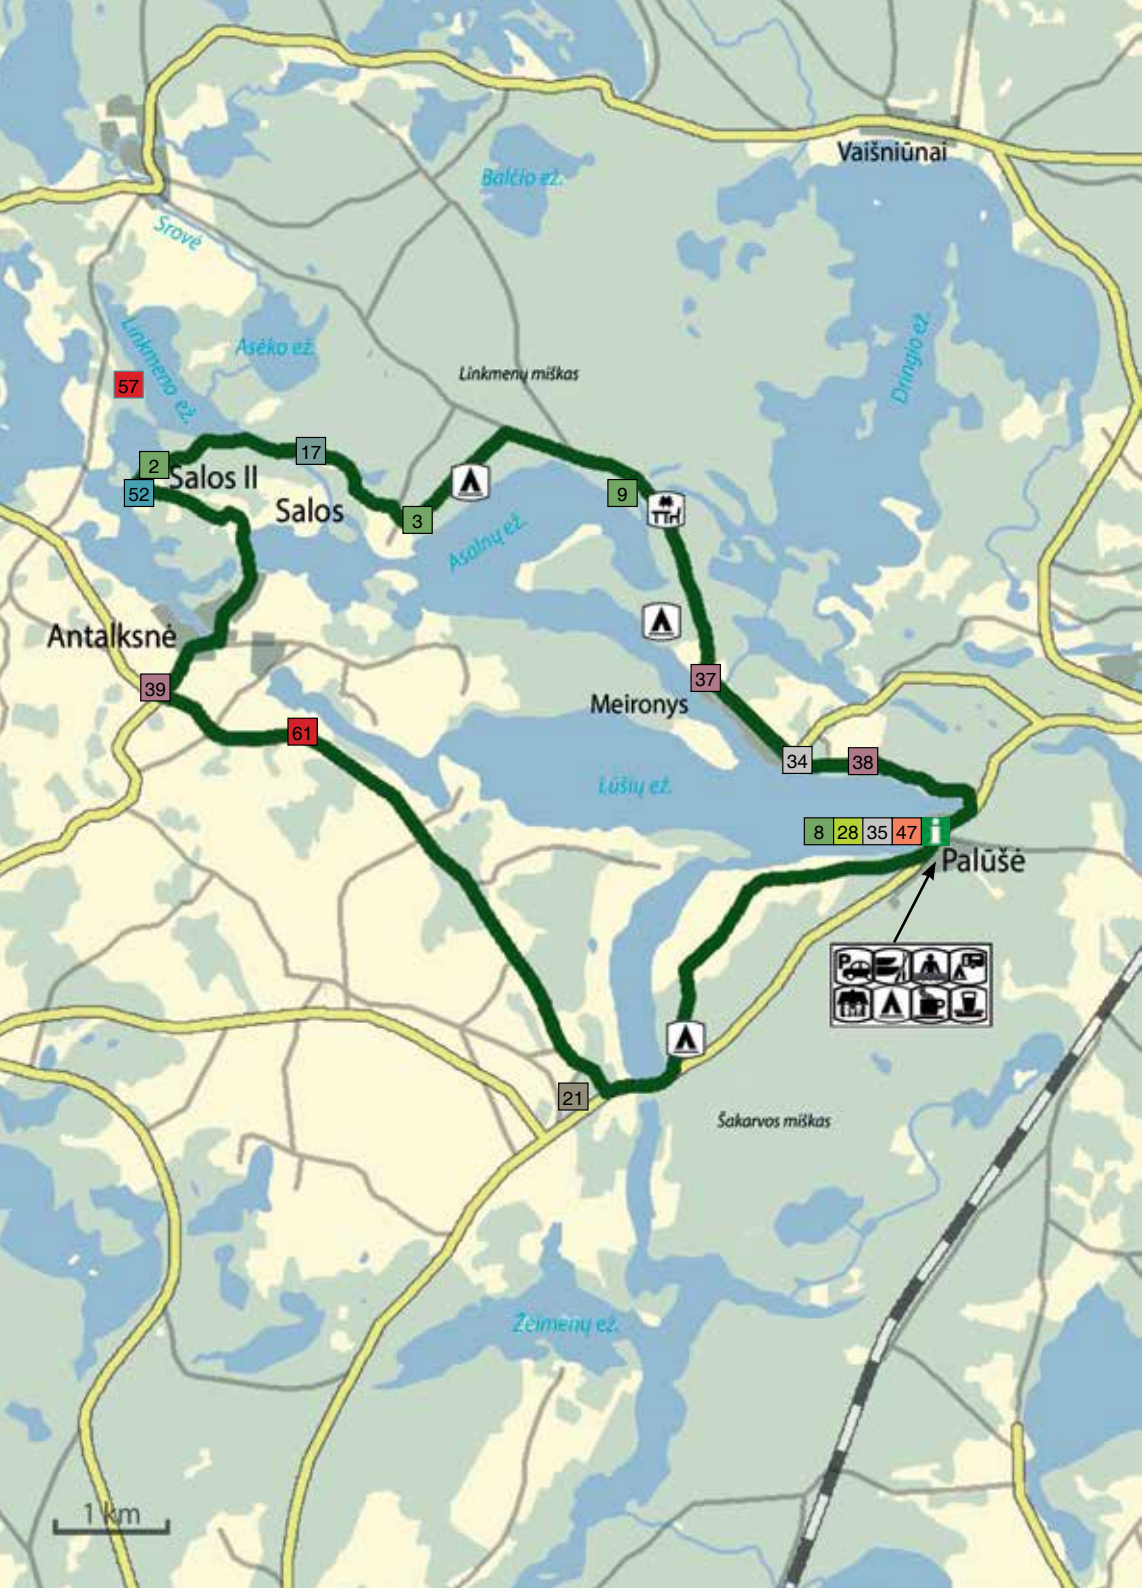 Vaišniūnai
Balčio ež.
Srovė
Linkmeno ež.
Asėko ež.
Dringio ež.
Linkmenų miškas
57
17
2
Salos II
52
Salos
3
9
Asalnų ež.
Antalksnė
39
37
Meironys
61
34
38
Lūšių ež.
8 28 35 47 i
Palūšė
P
21
Šakarvos miškas
Žeimenų ež.
1 km